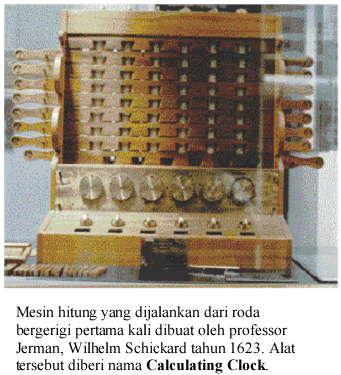 Mesin hitung yang dijalankan dari roda
bergerigi pertama kali dibuat oleh professor
Jerman, Wilhelm Schickard tahun 1623. Alat
tersebut diberi nama Calculating Clock.